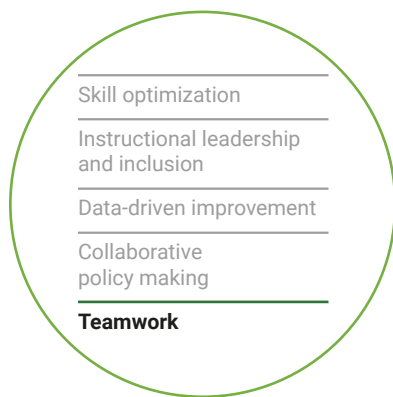 Skill optimization
Instructional leadership
and inclusion
Data-driven improvement
Collaborative
policy making
Teamwork